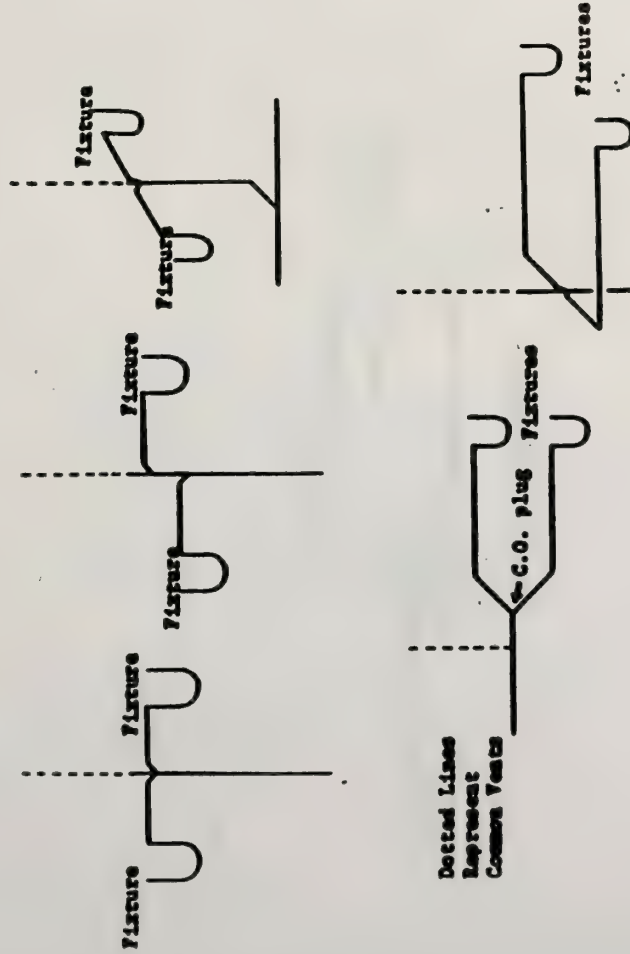 Fixture
Fixture
Fixture
Fixture
Fixture
Fixture
Dotted Lines
Represent
Common Vents
C.O. plug
Fixtures
Fixtures